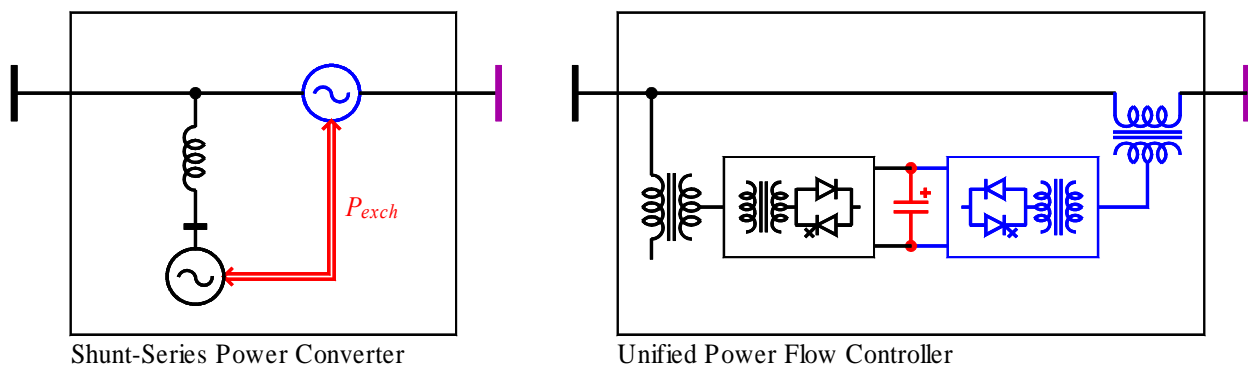 P_exch
+
Shunt-Series Power Converter
Unified Power Flow Controller